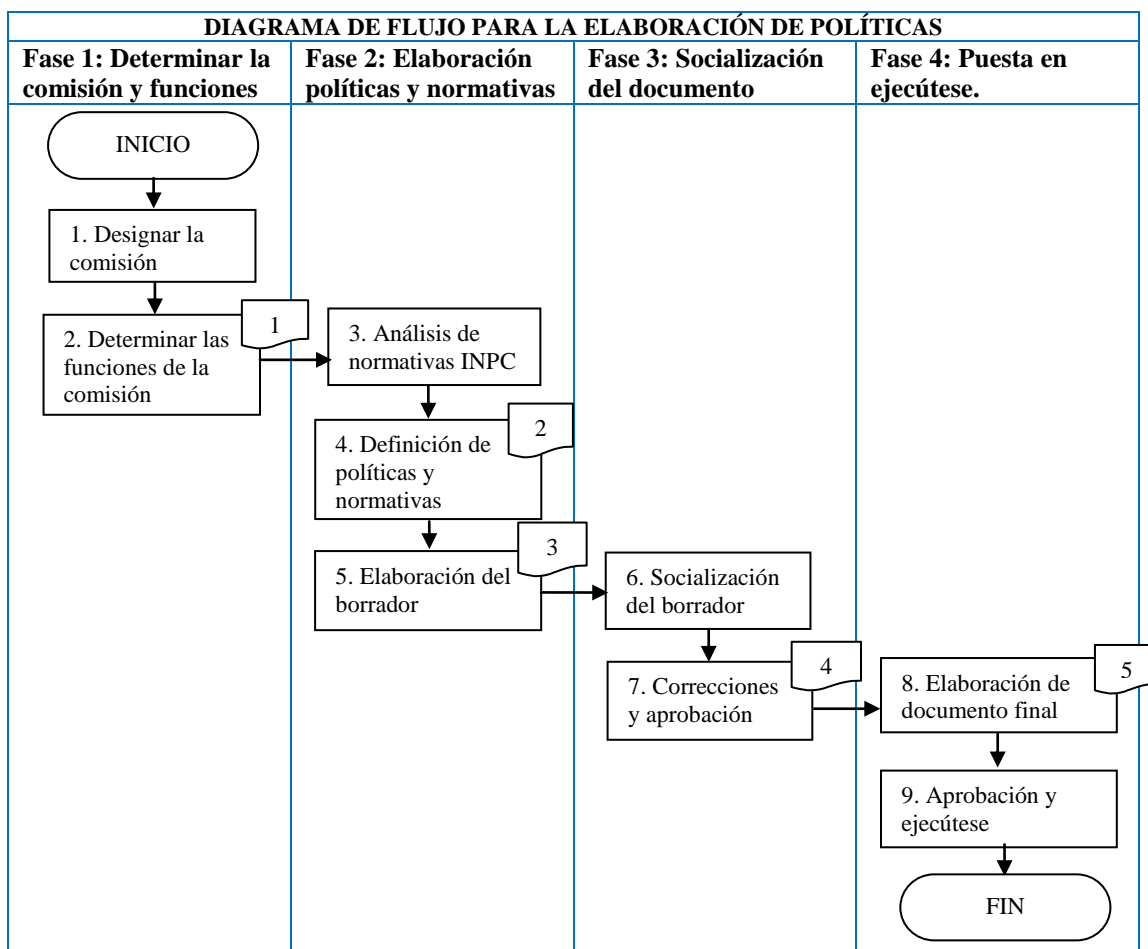 DIAGRAMA DE FLUJO PARA LA ELABORACIÓN DE POLÍTICAS
Fase 1: Determinar la
comisión y funciones
Fase 2: Elaboración
políticas y normativas
Fase 3: Socialización
del documento
Fase 4: Puesta en
ejecútese.
INICIO
1. Designar la
comisión
1
2. Determinar las
funciones de la
comisión
3. Análisis de
normativas INPC
2
4. Definición de
políticas y
normativas
3
5. Elaboración del
borrador
6. Socialización
del borrador
4
7. Correcciones
y aprobación
5
8. Elaboración de
documento final
9. Aprobación y
ejecútese
FIN